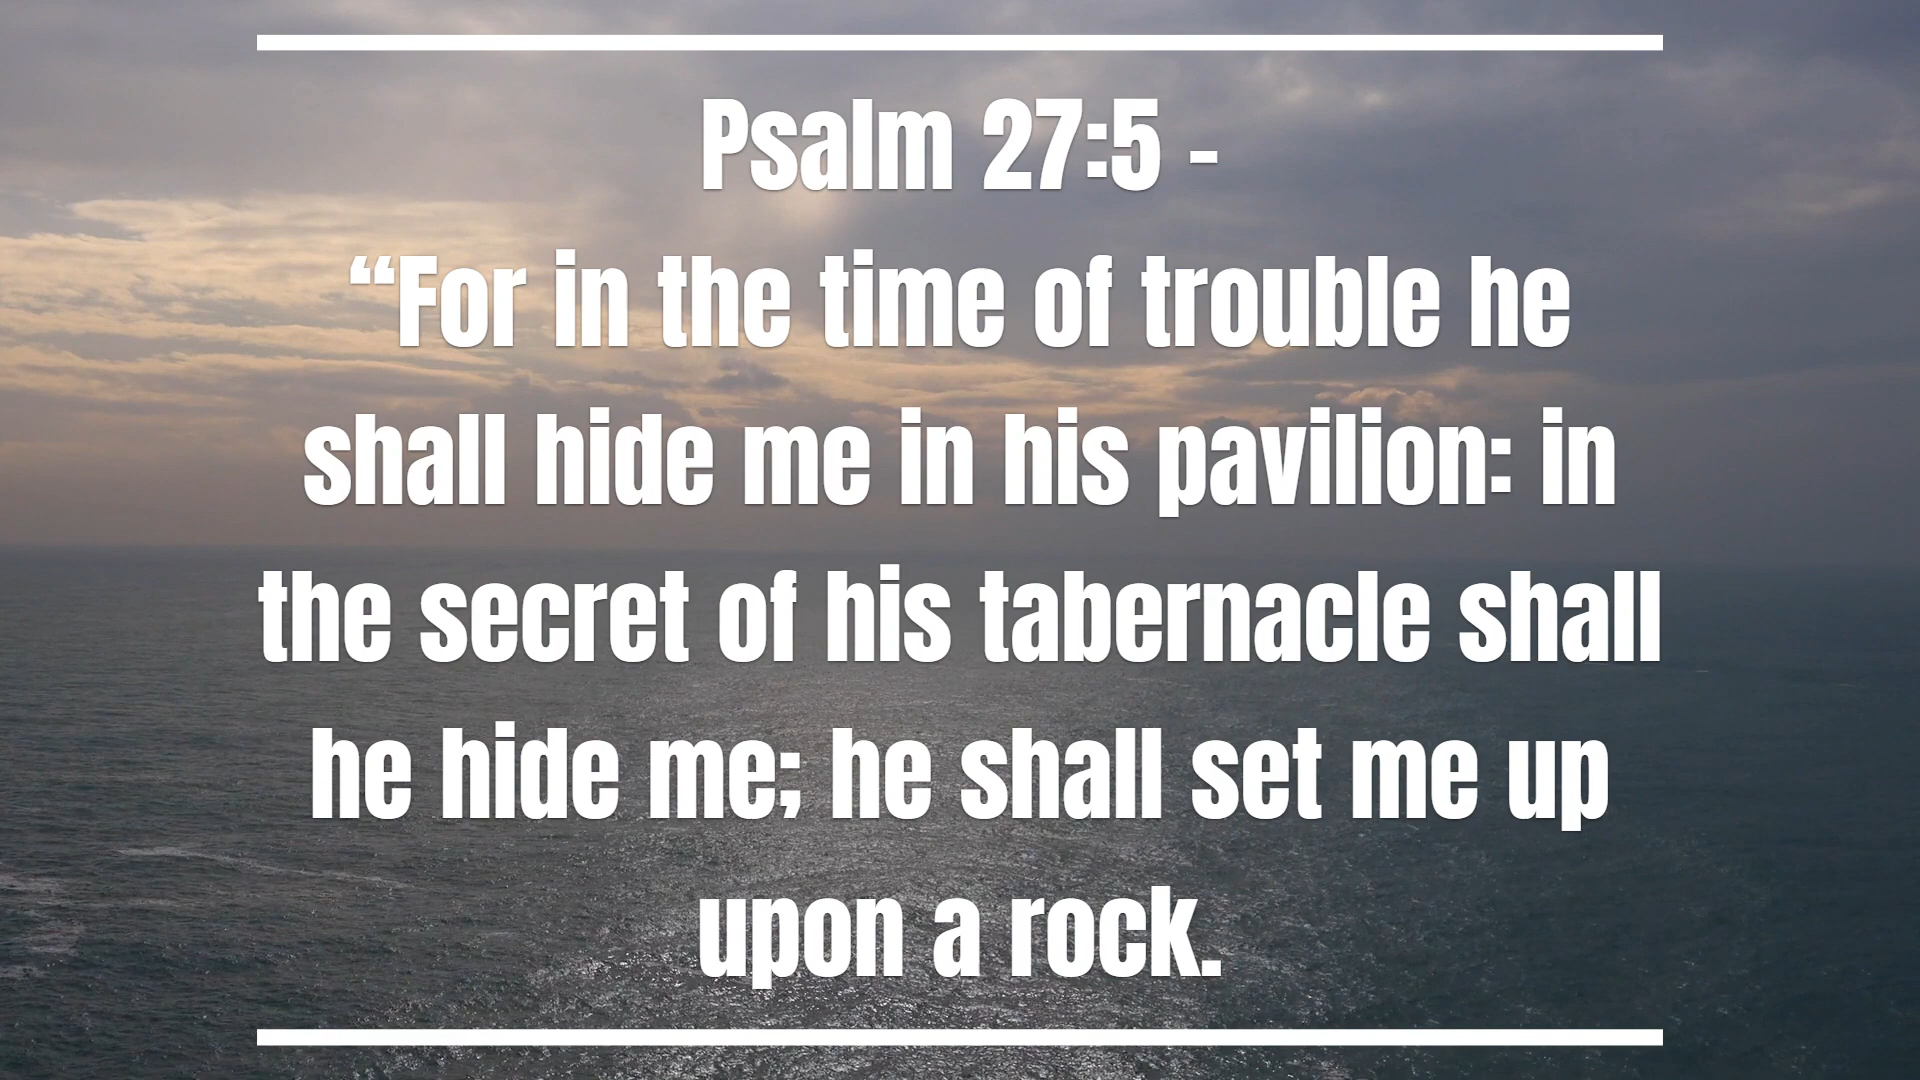 Psalm 27:5 -
“For in the time of trouble he
shall hide me in his pavilion: in
the secret of his tabernacle shall
he hide me; he shall set me up
upon a rock.